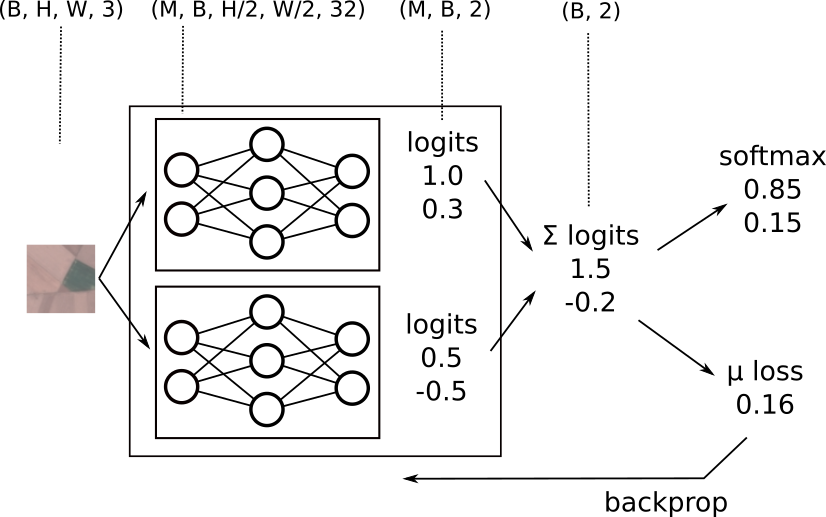 (B, H, W, 3)
(M, B, H/2, W/2, 32)
(M, B, 2)
(B, 2)
logits
1.0
0.3
softmax
0.85
0.15
Σ logits
1.5
-0.2
logits
0.5
-0.5
μ loss
0.16
backprop